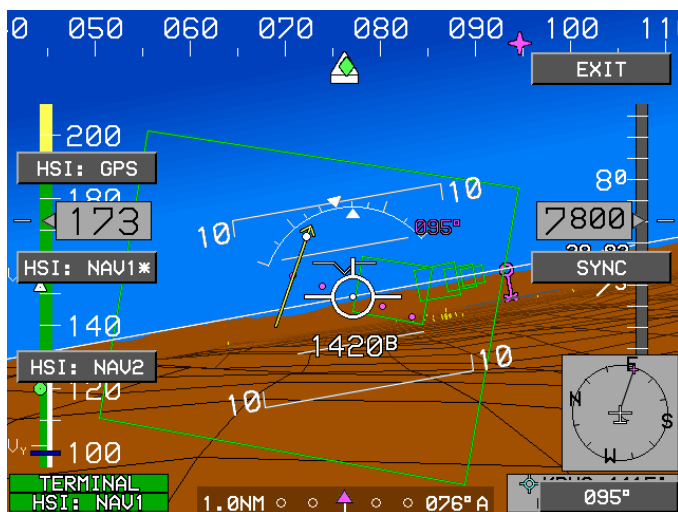 050 060 070 080 090 100
EXIT
200
HSI: GPS
180
10
80
10
095°
173
7800
HSI: NAV1*
SYNC
140
1420B
HSI: NAV2
120
10
10
E
N
S
W
100
TERMINAL
HSI: NAV1
1.0NM
076° A
095°